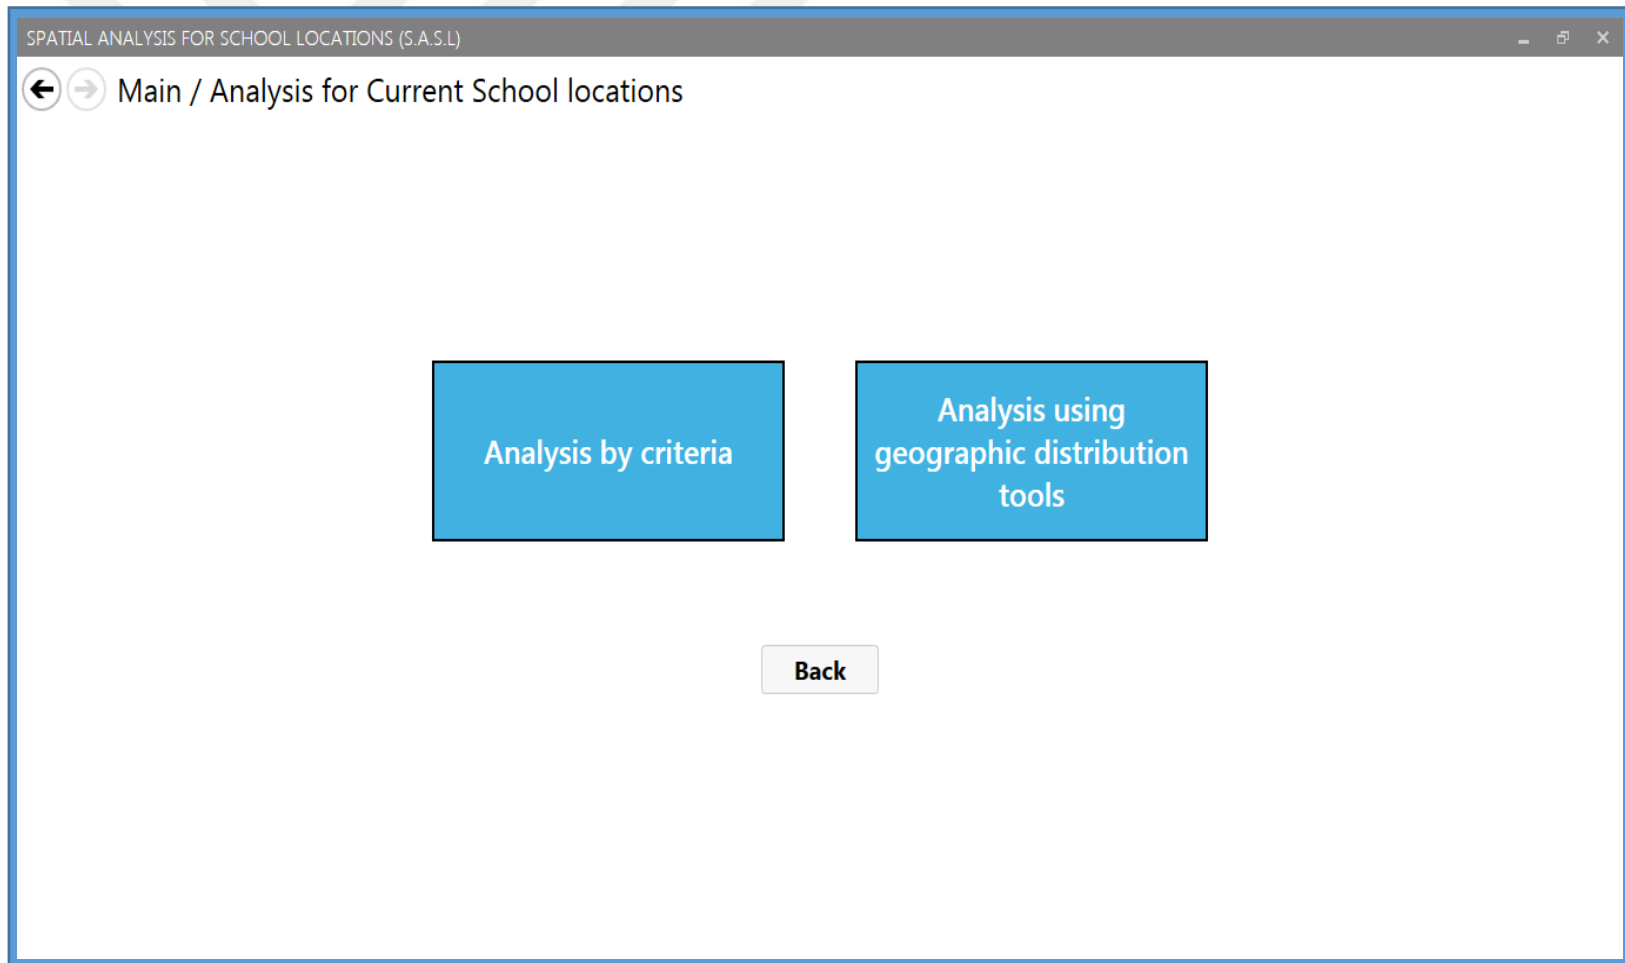 SPATIAL ANALYSIS FOR SCHOOL LOCATIONS (S.A.S.L)
Main / Analysis for Current School locations
Analysis by criteria
Analysis using
geographic distribution
tools
Back